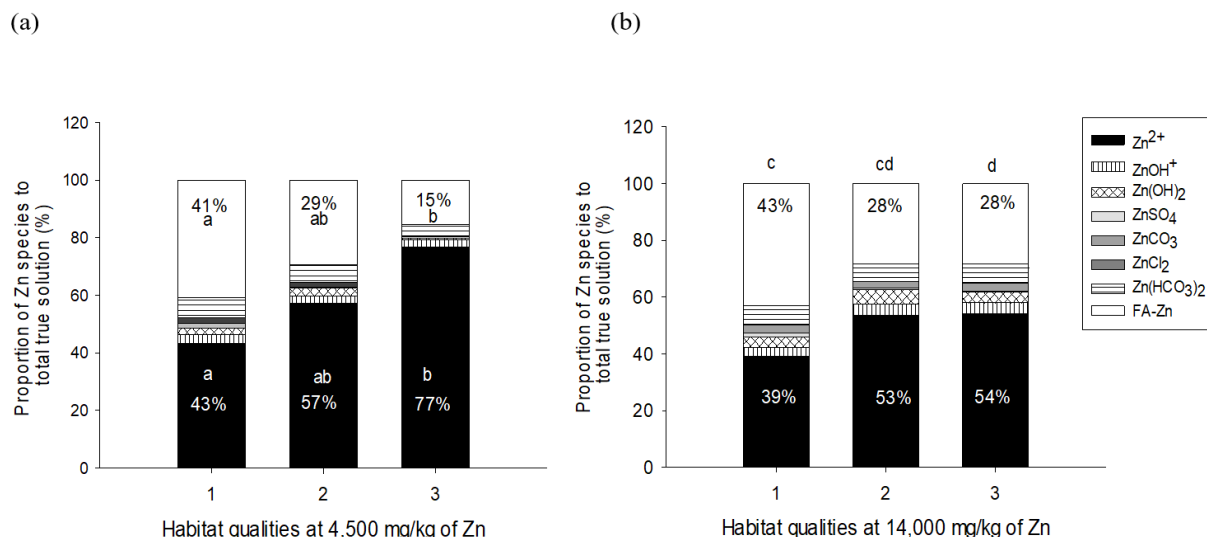 (a)
(b)
Proportion of Zn species to
total true solution (%)
120
100
80
60
40
20
0
41%
a
29%
ab
15%
b
a
43%
ab
57%
b
77%
1
2
3
Habitat qualities at 4.500 mg/kg of Zn
Proportion of Zn species to
total true solution (%)
120
100
80
60
40
20
0
c
cd
d
43%
28%
28%
39%
53%
54%
1
2
3
Habitat qualities at 14,000 mg/kg of Zn
Zn2+
ZnOH+
Zn(OH)2
ZnSO4
ZnCO3
ZnCl2
Zn(HCO3)2
FA-Zn